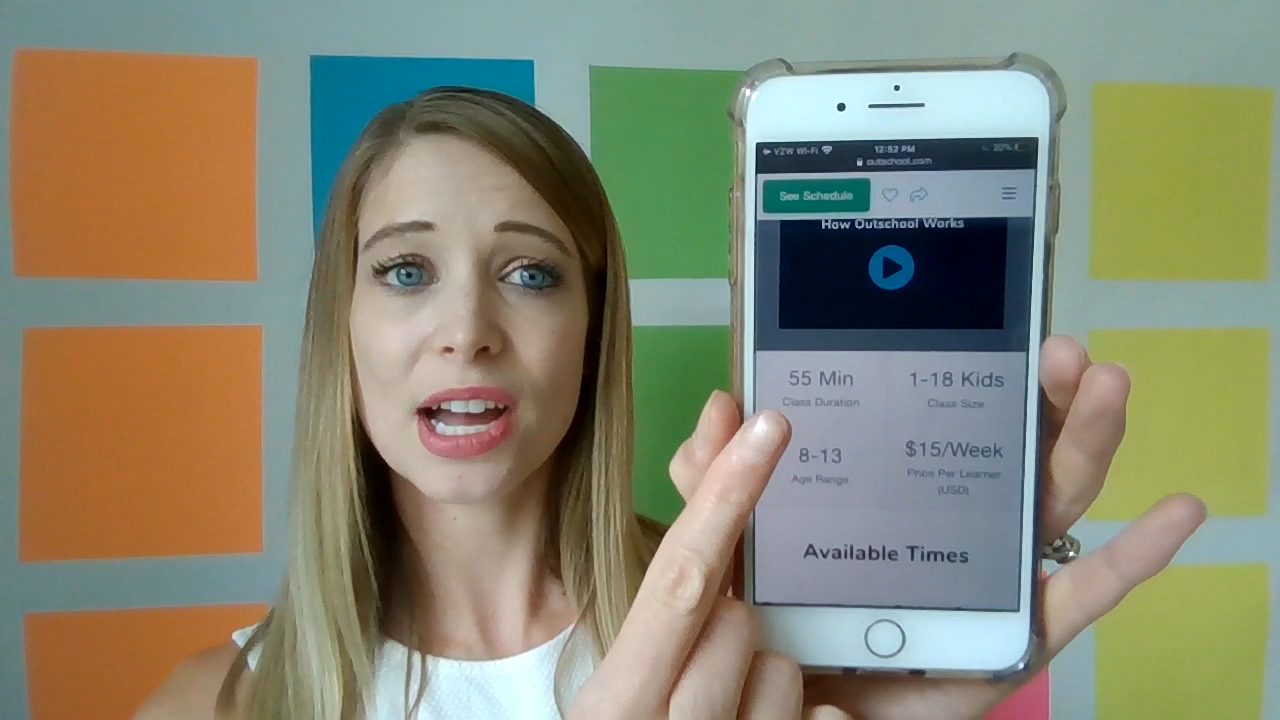 VZW Wi-Fi 12:52 PM 20%
outschool.com
See Schedule
How Outschool Works
55 Min 1-18 Kids
Class Duration Class Size
8-13 $15/Week
Age Range Price Per Learner
(USD)
Available Times